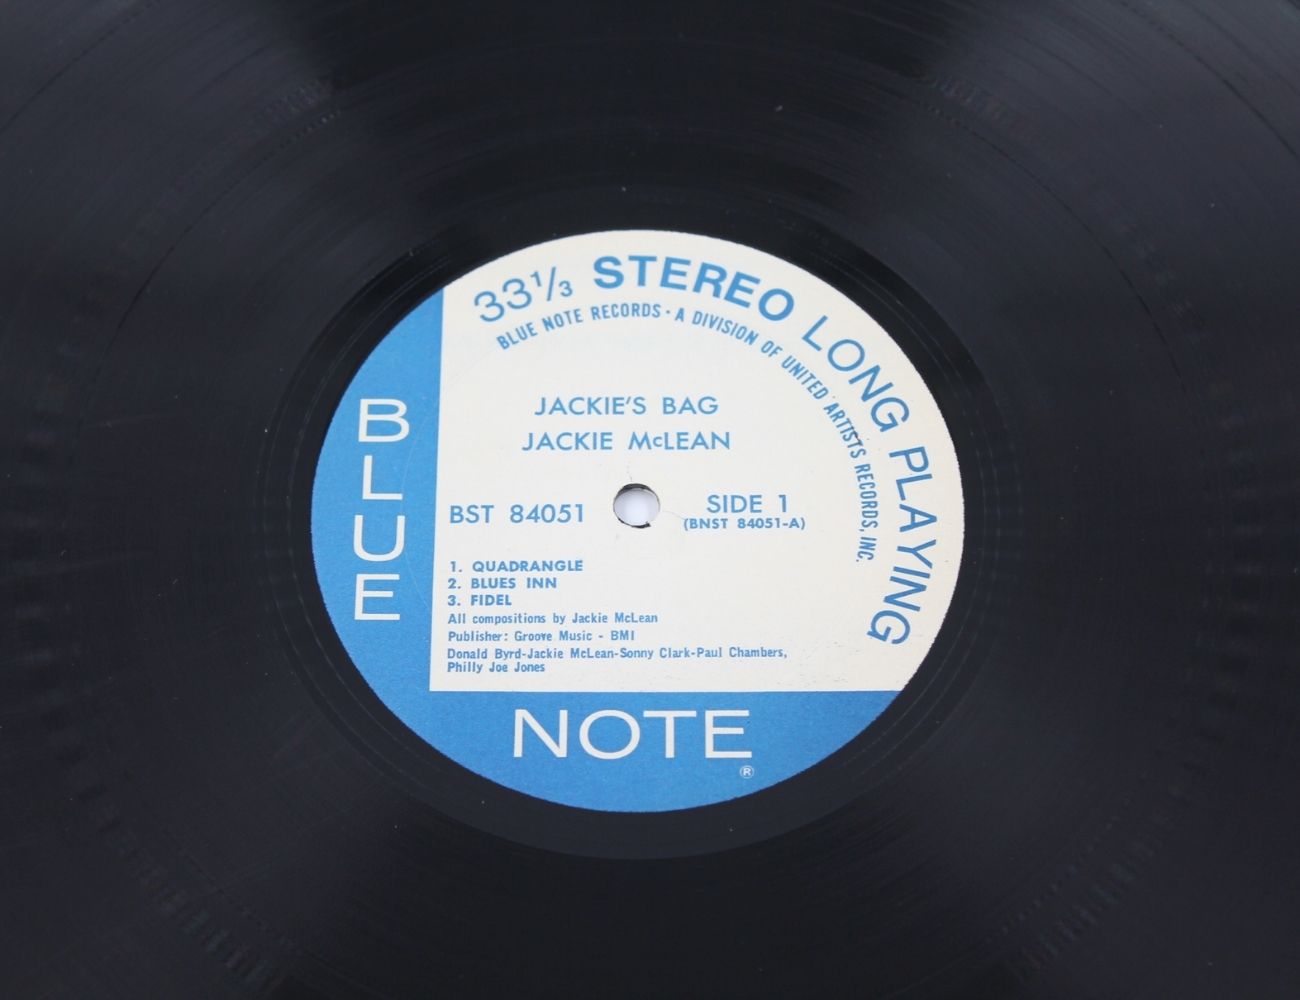 33⅓ STEREO LONG PLAYING
BLUE NOTE RECORDS · A DIVISION OF UNITED ARTISTS RECORDS, INC.
JACKIE'S BAG
JACKIE McLEAN
BST 84051
SIDE 1
(BNST 84051-A)
1. QUADRANGLE
2. BLUES INN
3. FIDEL
All compositions by Jackie McLean
Publisher: Groove Music - BMI
Donald Byrd-Jackie McLean-Sonny Clark-Paul Chambers,
Philly Joe Jones
BLUE
NOTE
®